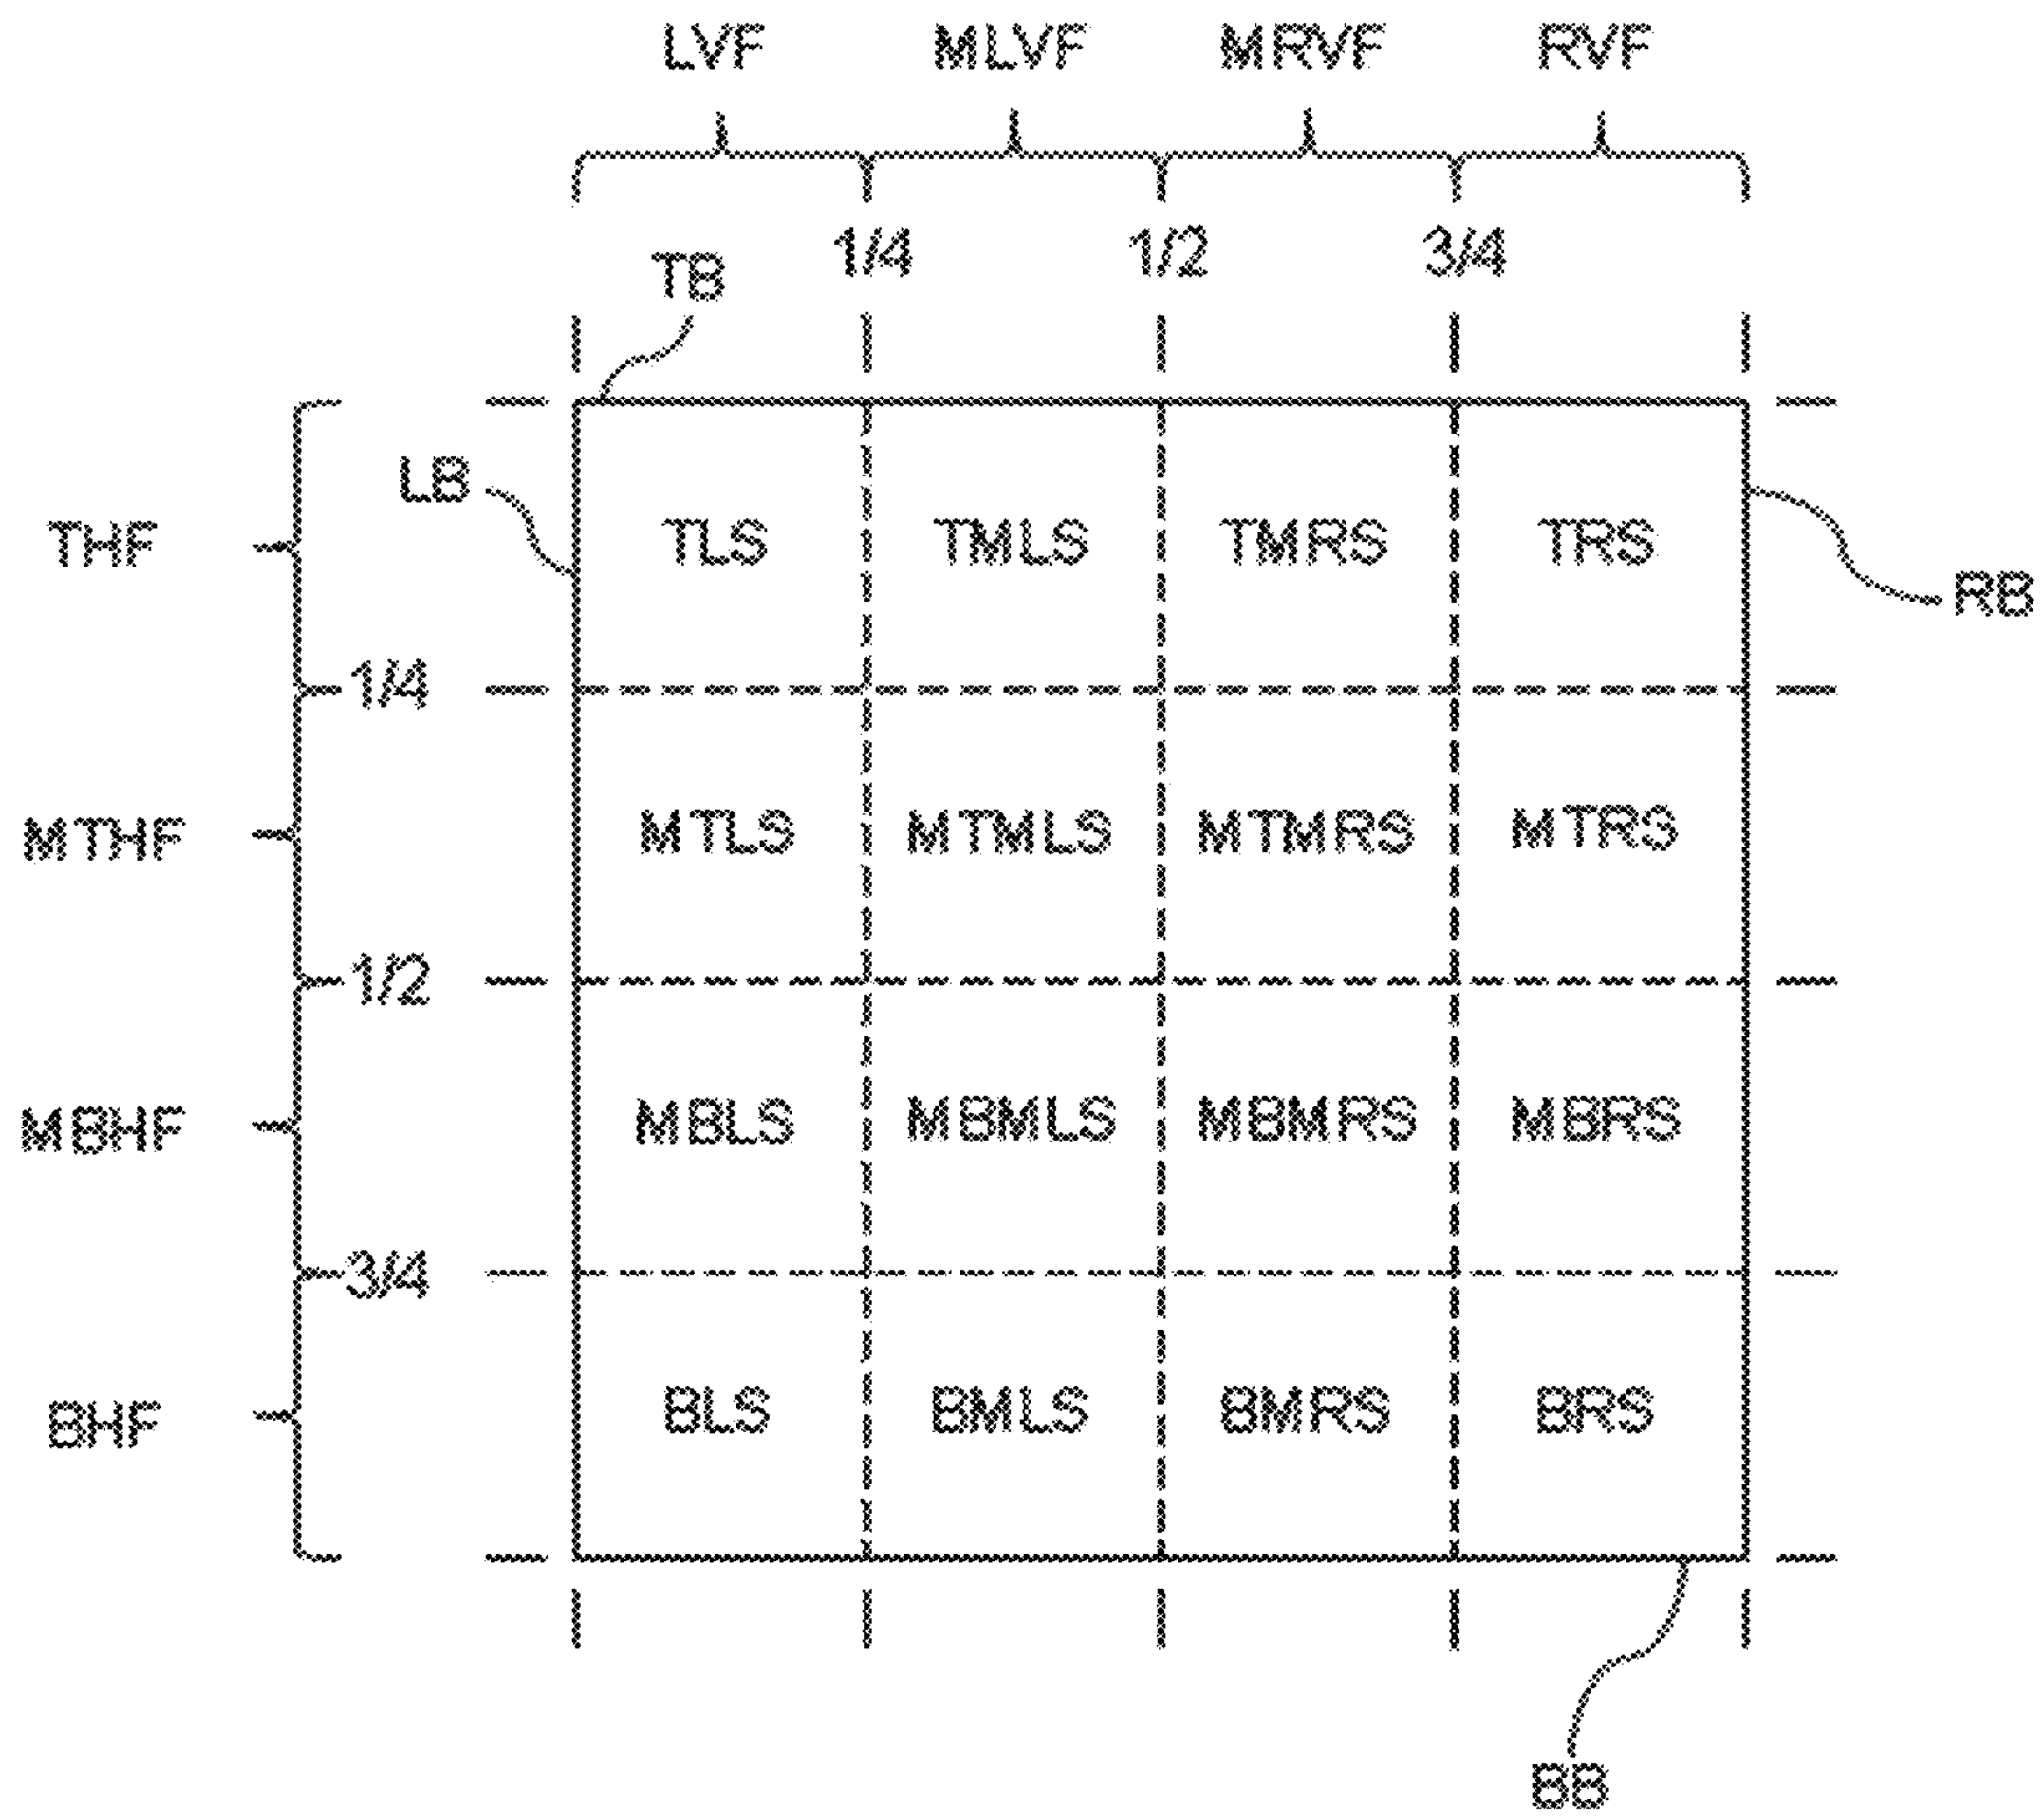 LVF MLVF MRVF RVF
1/4 1/2 3/4
TB
LB
THF TLS TMLS TMRS TRS
RB
1/4
MTHF MTLS MTMLS MTMRS MTRS
1/2
MBHF MBLS MBMLS MBMRS MBRS
3/4
BHF BLS BMLS BMRS BRS
BB